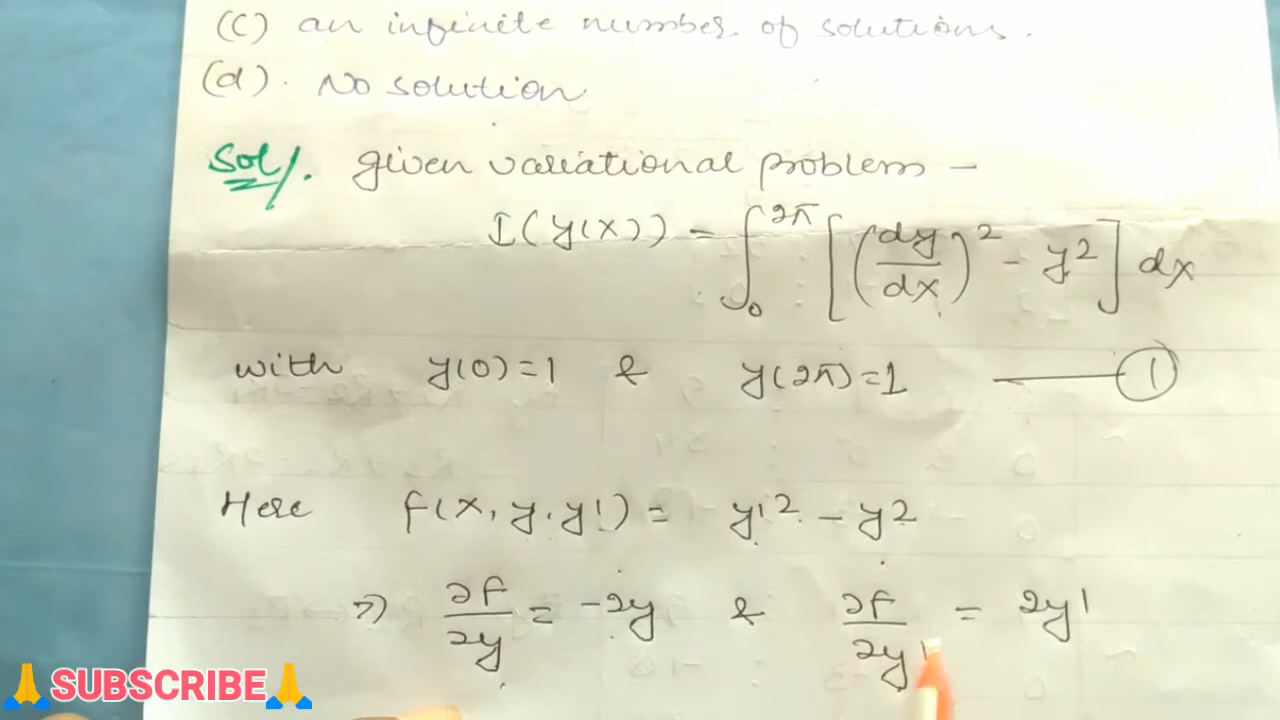 (c) an infinite number of solutions.
(d). No solution
Sol/. given variational problem -
I(y(x)) = ∫₀^2π [(dy/dx)² - y²] dx
with y(0)=1 & y(2π)=1 ——— ①
Here f(x, y, y') = y'² - y²
⇒ ∂f/∂y = -2y & ∂f/∂y' = 2y'
🙏SUBSCRIBE🙏